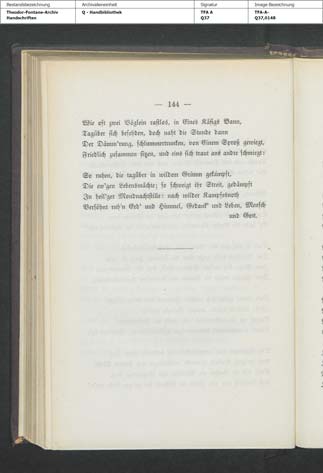 Bestandsbezeichnung Archivalieneinheit Signatur Image Bezeichnung
Theodor-Fontane-Archiv Q - Handbibliothek TFA A TFA-A-
Handschriften Q37 Q37,0148
— 144 —
Wie oft zwei Vöglein rastlos, in Eines Käfigs Bann,
Tagüber sich befehden, doch naht die Stunde dann
Der Dämm'rung, schlummertrunken, von Einem Sproß gewiegt,
Friedlich zusammen sitzen, und eins sich traut ans andre schmiegt:
So ruhen, die tagüber in wildem Grimm gekämpft,
Die ew'gen Lebensmächte; so schweigt ihr Streit, gedämpft
In heil'ger Mondnachtstille: nach wilder Kampfesnoth
Versöhnt ruh'n Erd' und Himmel, Gedank' und Leben, Mensch
und Gott.